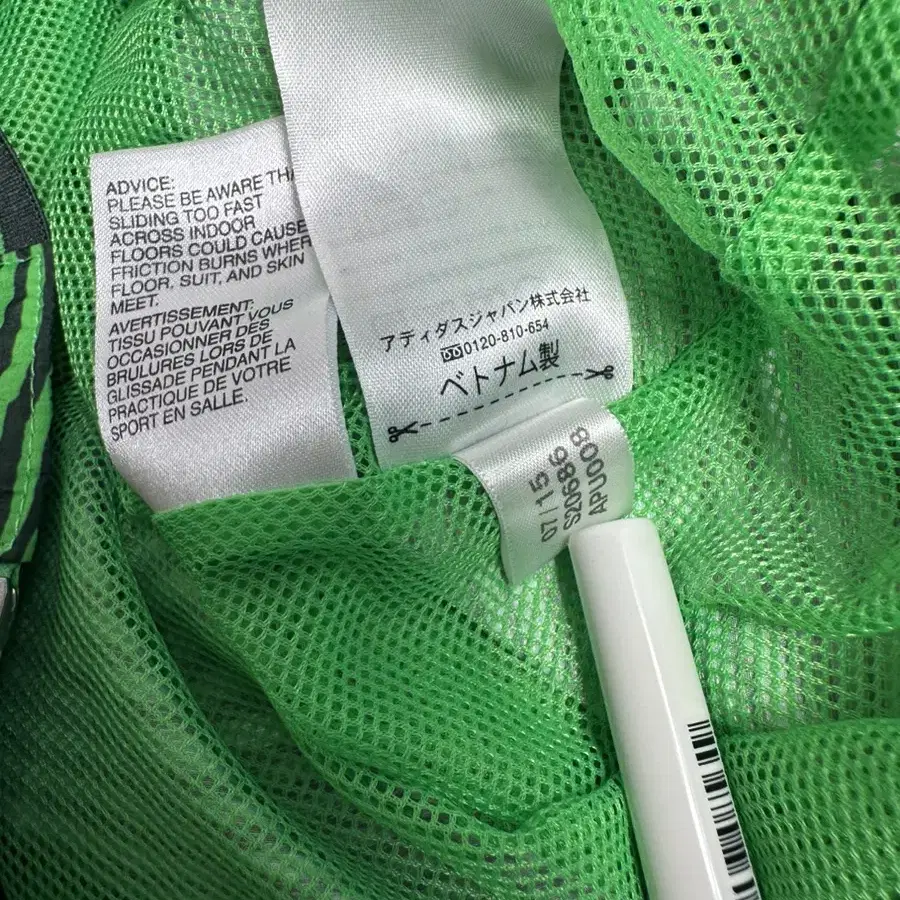 ADVICE:
PLEASE BE AWARE
SLIDING TOO FAST
ACROSS INDOOR
FLOORS COULD CAUSE
FRICTION BURNS WHEN
FLOOR, SUIT, AND SKIN
MEET.
AVERTISSEMENT:
TISSU POUVANT VOUS
OCCASIONNER DES
BRULURES LORS DE
GLISSADE PENDANT LA
PRACTIQUE DE VOTRE
SPORT EN SALLE.
アディダスジャパン株式会社
0120-810-654
ベトナム製
07/15
S20686
APU008